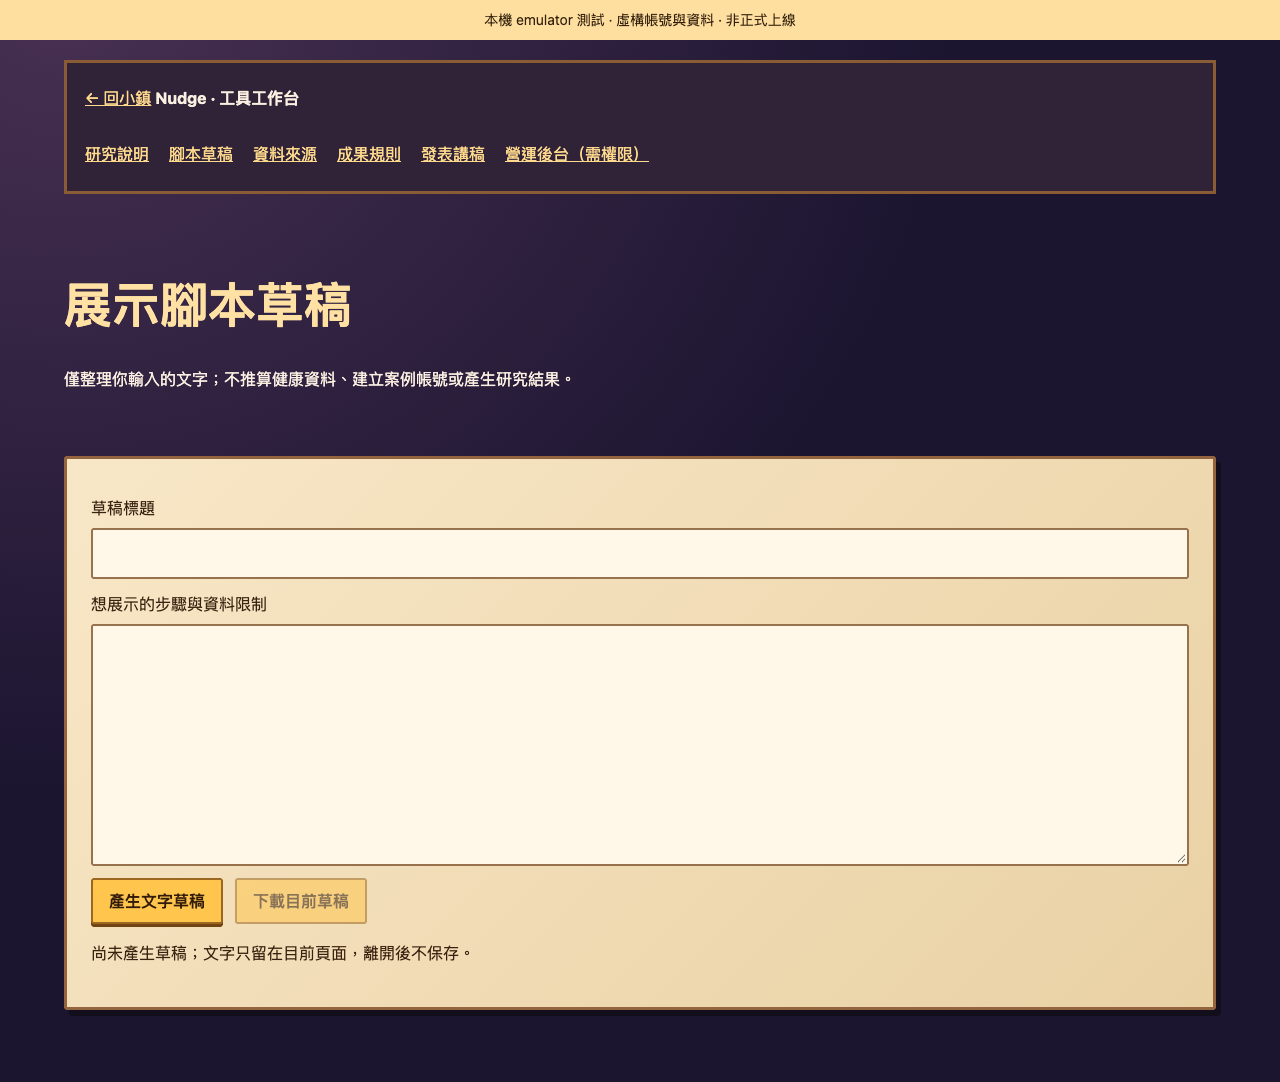 本機 emulator 測試 · 虛構帳號與資料 · 非正式上線
← 回小鎮 Nudge · 工具工作台
研究說明 腳本草稿 資料來源 成果規則 發表講稿 營運後台（需權限）
展示腳本草稿
僅整理你輸入的文字；不推算健康資料、建立案例帳號或產生研究結果。
草稿標題
想展示的步驟與資料限制
產生文字草稿 下載目前草稿
尚未產生草稿；文字只留在目前頁面，離開後不保存。